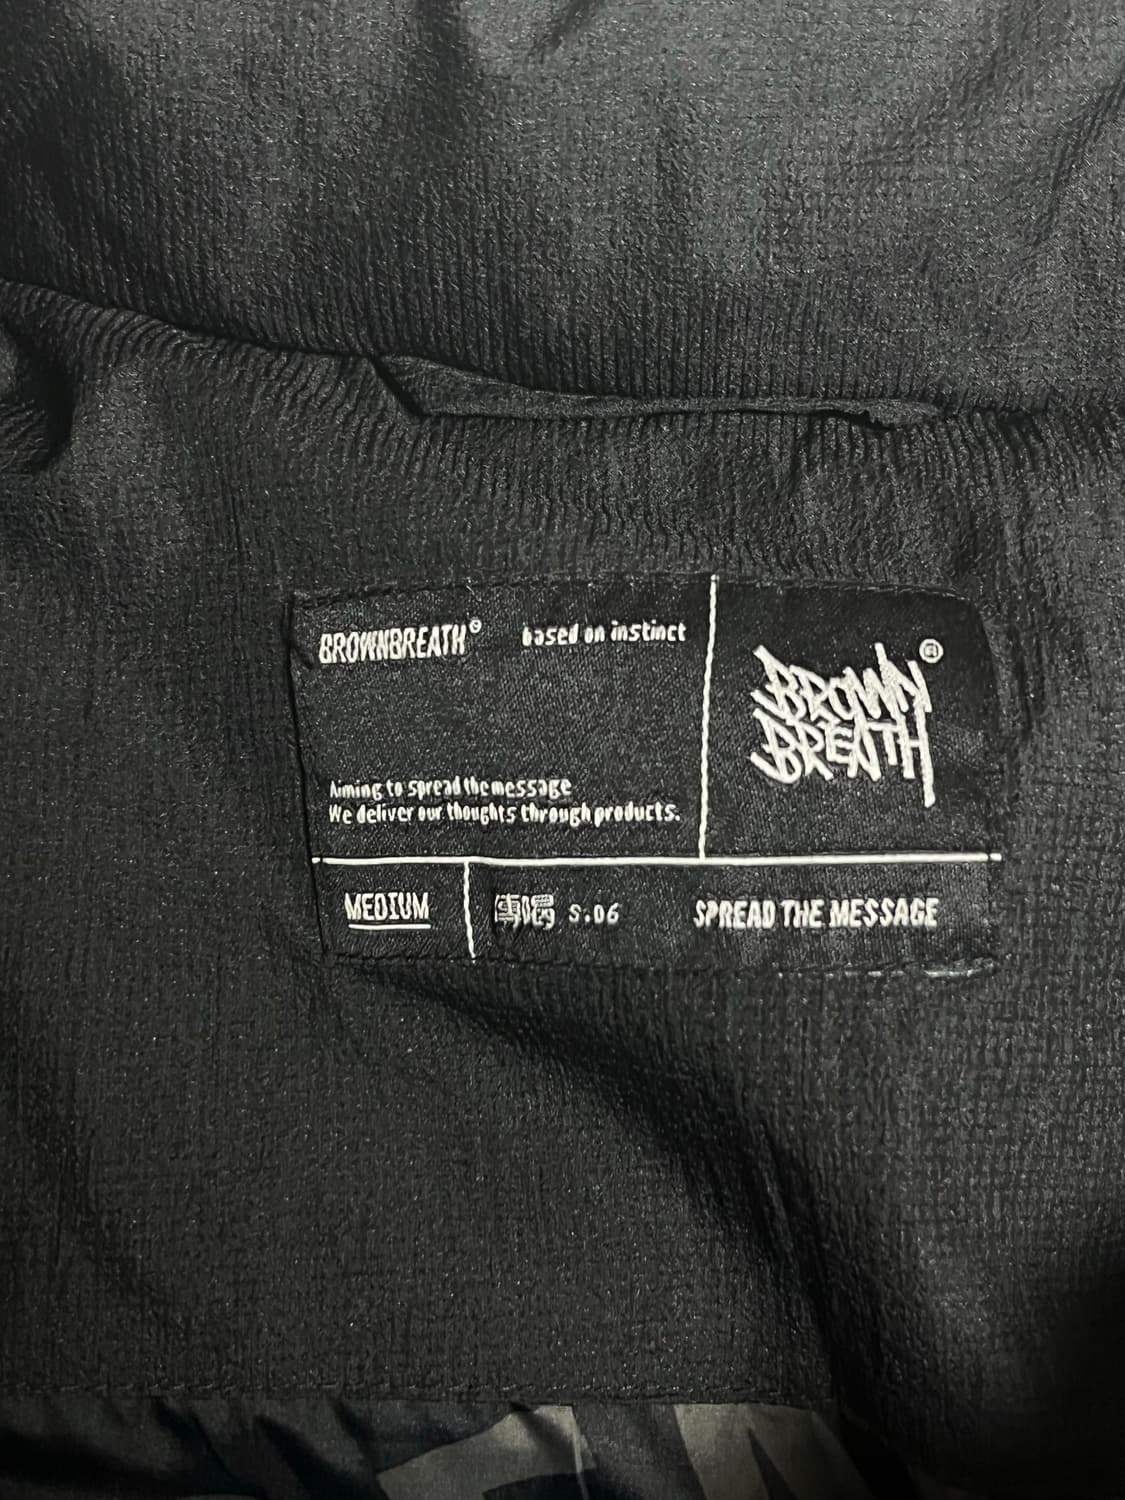 BROWNBREATH®
based on instinct
BROWN
BREATH®
Aiming to spread the message
We deliver our thoughts through products.
MEDIUM
S.06
SPREAD THE MESSAGE